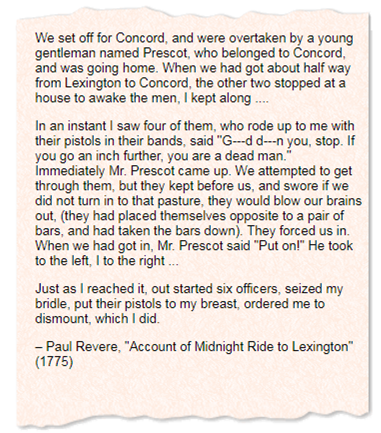 We set off for Concord, and were overtaken by a young
gentleman named Prescot, who belonged to Concord,
and was going home. When we had got about half way
from Lexington to Concord, the other two stopped at a
house to awake the men, I kept along ....
In an instant I saw four of them, who rode up to me with
their pistols in their bands, said "G---d d---n you, stop. If
you go an inch further, you are a dead man."
Immediately Mr. Prescot came up. We attempted to get
through them, but they kept before us, and swore if we
did not turn in to that pasture, they would blow our brains
out, (they had placed themselves opposite to a pair of
bars, and had taken the bars down). They forced us in.
When we had got in, Mr. Prescot said "Put on!" He took
to the left, I to the right ...
Just as I reached it, out started six officers, seized my
bridle, put their pistols to my breast, ordered me to
dismount, which I did.
– Paul Revere, "Account of Midnight Ride to Lexington"
(1775)